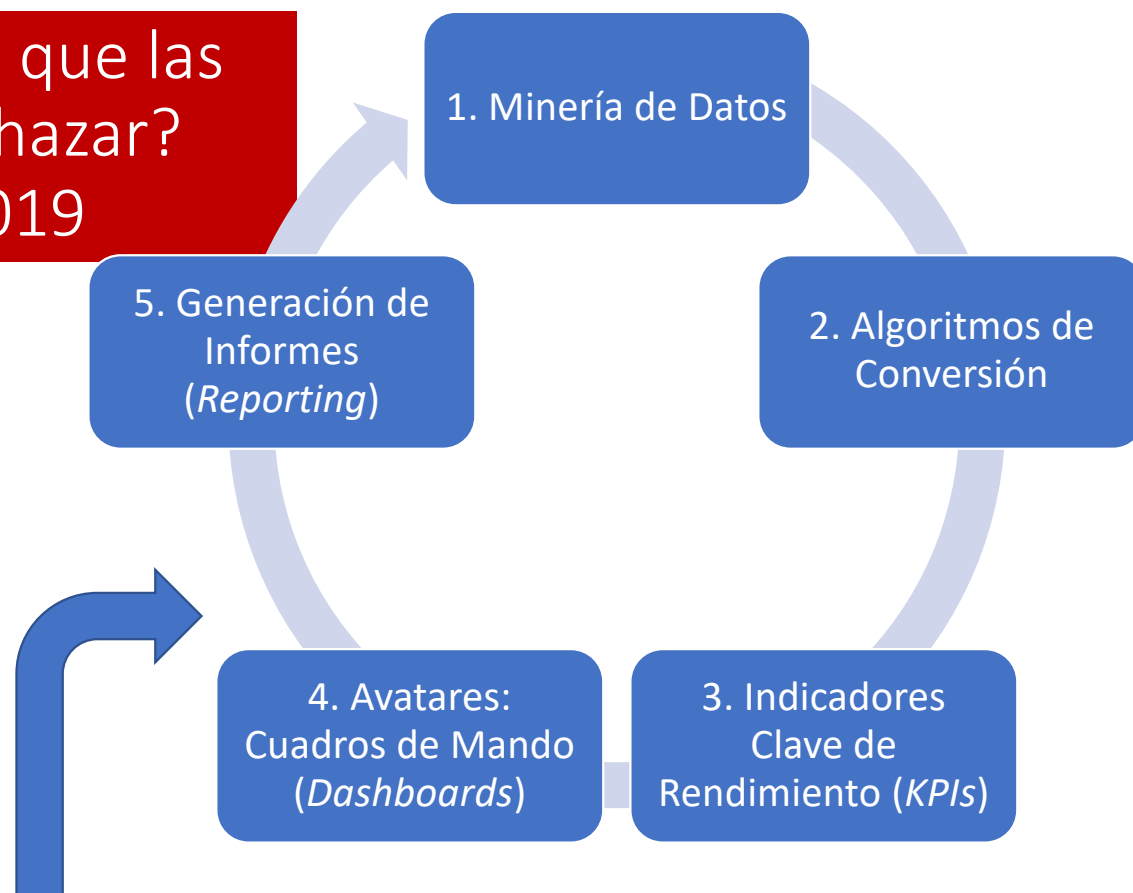 que las
hazar?
019
1. Minería de Datos
2. Algoritmos de
Conversión
3. Indicadores
Clave de
Rendimiento (KPIs)
4. Avatares:
Cuadros de Mando
(Dashboards)
5. Generación de
Informes
(Reporting)